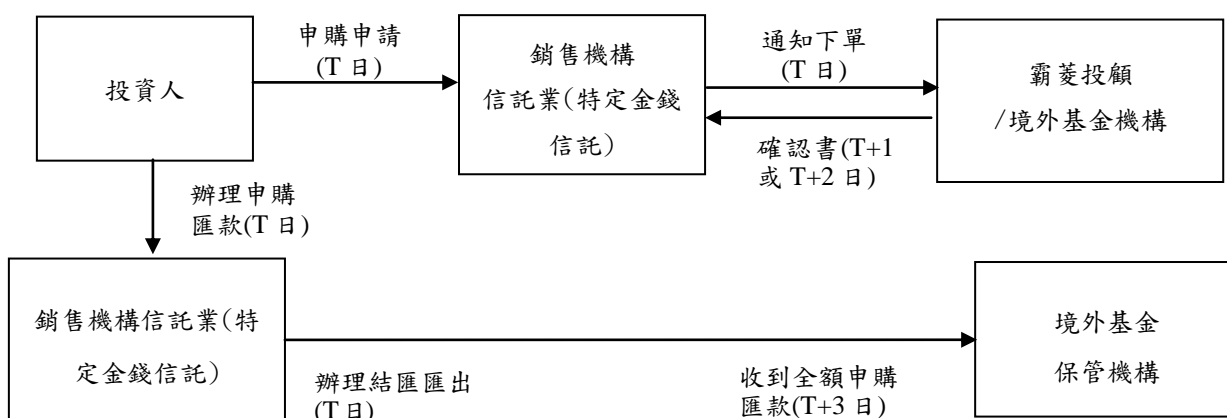 投資人
申購申請
(T 日)
銷售機構
信託業(特定金錢
信託)
通知下單
(T 日)
確認書(T+1
或 T+2 日)
霸菱投顧
/境外基金機構
辦理申購
匯款(T 日)
銷售機構信託業(特
定金錢信託)
辦理結匯匯出
(T 日)
收到全額申購
匯款(T+3 日)
境外基金
保管機構